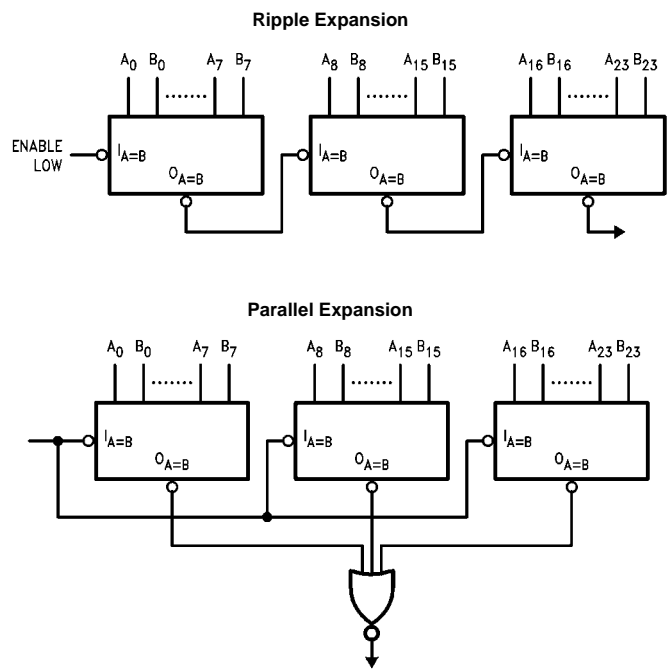 Ripple Expansion
A0 B0 ....... A7 B7 A8 B8 ....... A15 B15 A16 B16 ....... A23 B23
ENABLE LOW
IA=B IA=B IA=B
OA=B OA=B OA=B
Parallel Expansion
A0 B0 ....... A7 B7 A8 B8 ....... A15 B15 A16 B16 ....... A23 B23
IA=B IA=B IA=B
OA=B OA=B OA=B